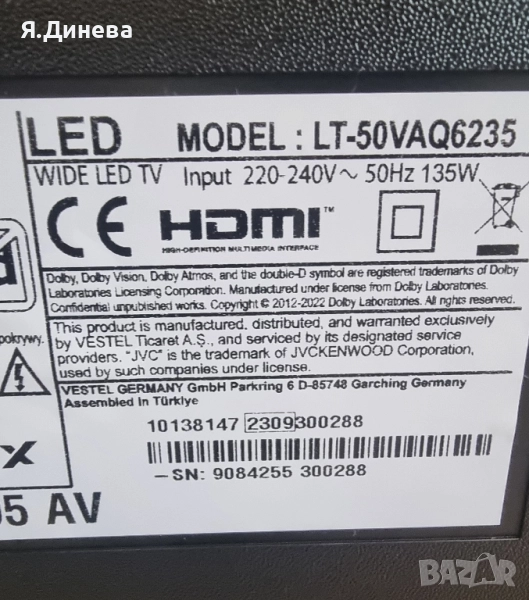 Я.Динева
LED MODEL : LT-50VAQ6235
WIDE LED TV Input 220-240V~ 50Hz 135W
CE HDMI™
HIGH-DEFINITION MULTIMEDIA INTERFACE
Dolby, Dolby Vision, Dolby Atmos, and the double-D symbol are registered trademarks of Dolby
Laboratories Licensing Corporation. Manufactured under license from Dolby Laboratories.
Confidential unpublished works. Copyright © 2012-2022 Dolby Laboratories. All rights reserved.
pokrywy.
This product is manufactured, distributed, and warranted exclusively
by VESTEL Ticaret A.Ş., and serviced by its designated service
providers. "JVC" is the trademark of JVCKENWOOD Corporation,
used by such companies under license.
VESTEL GERMANY GmbH Parkring 6 D-85748 Garching Germany
Assembled in Türkiye
10138147 2309300288
X
-SN: 9084255 300288
05 AV
BAZAR